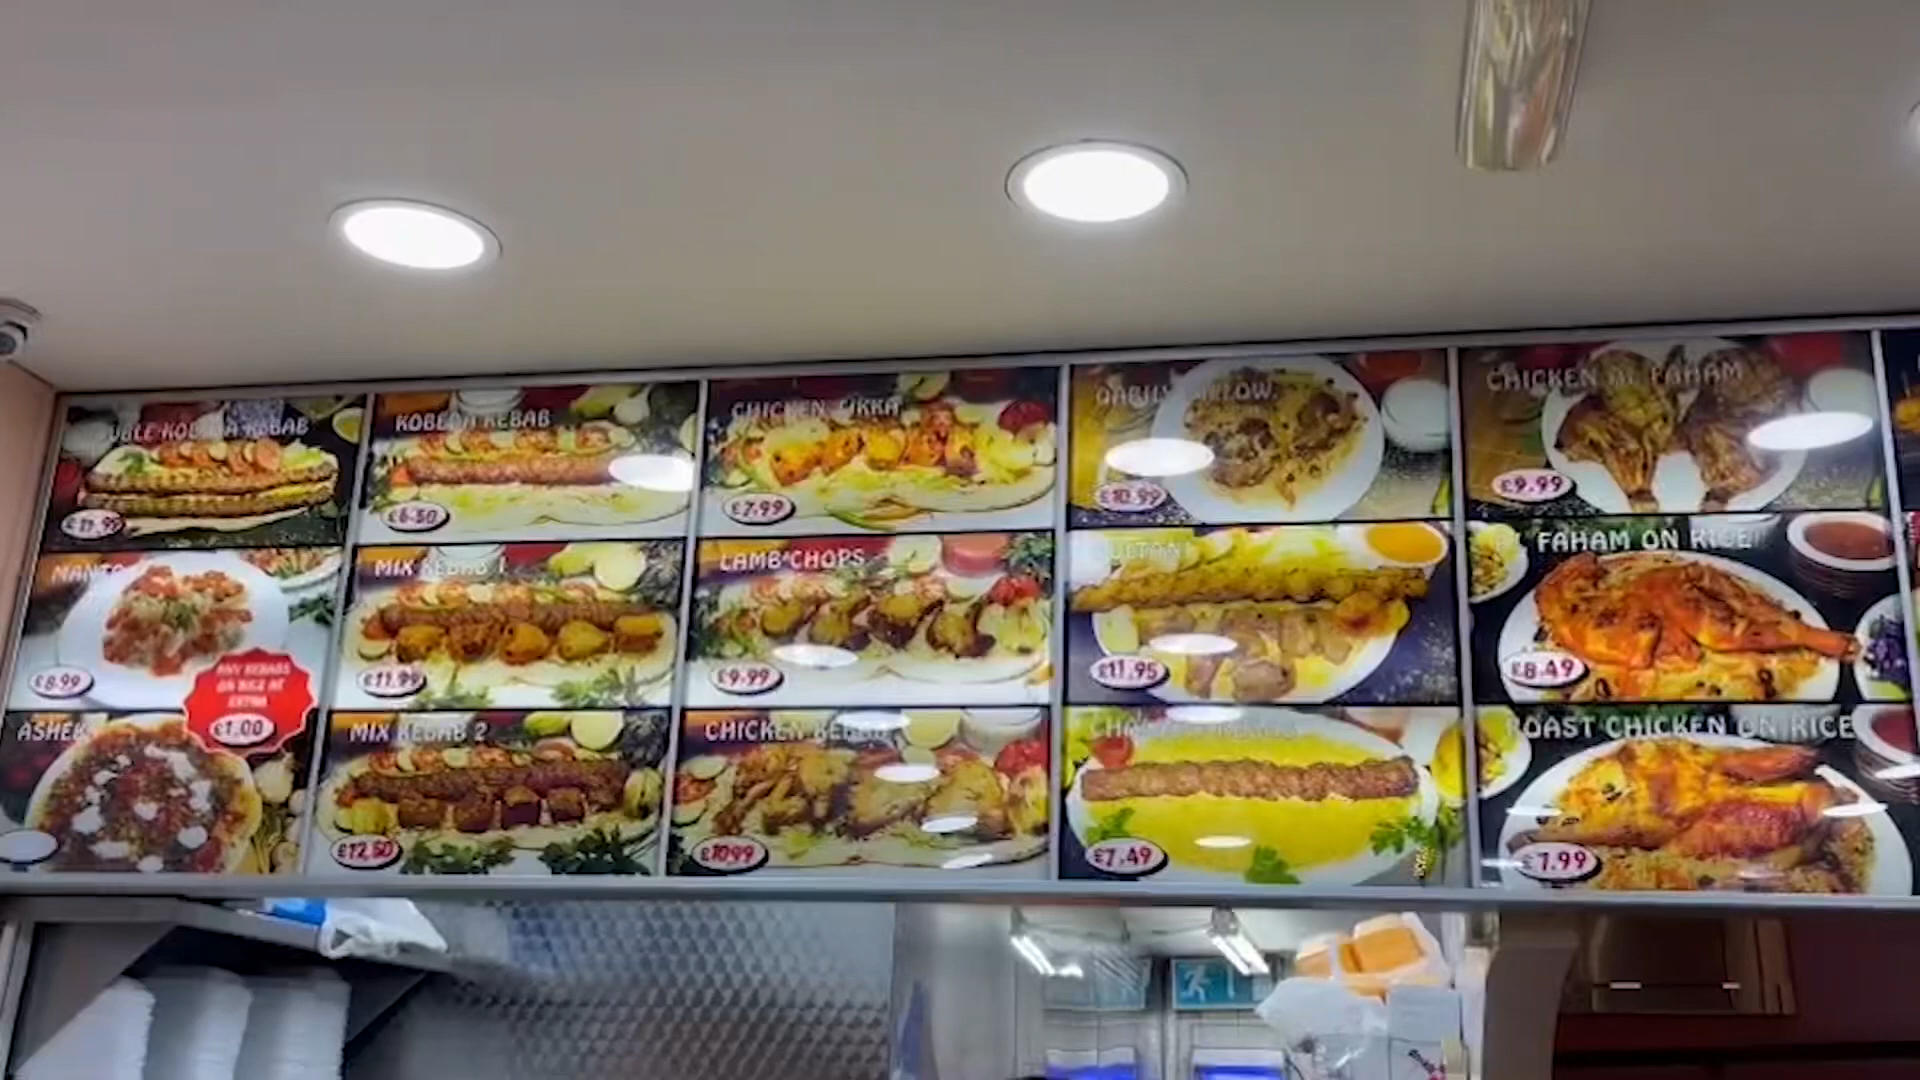 KOBEDA KEBAB
£6.50
CHICKEN TIKKA
£7.99
£10.99
CHICKEN AL FAHAM
£9.99
£11.99
MIX KEBAB 1
£11.99
LAMB CHOPS
£9.99
£11.95
FAHAM ON RICE
£8.49
£8.99
ANY KEBABS
ON RICE AT
EXTRA
£1.00
MIX KEBAB 2
£12.50
CHICKEN KEBAB
£10.99
£7.49
ROAST CHICKEN ON RICE
£7.99